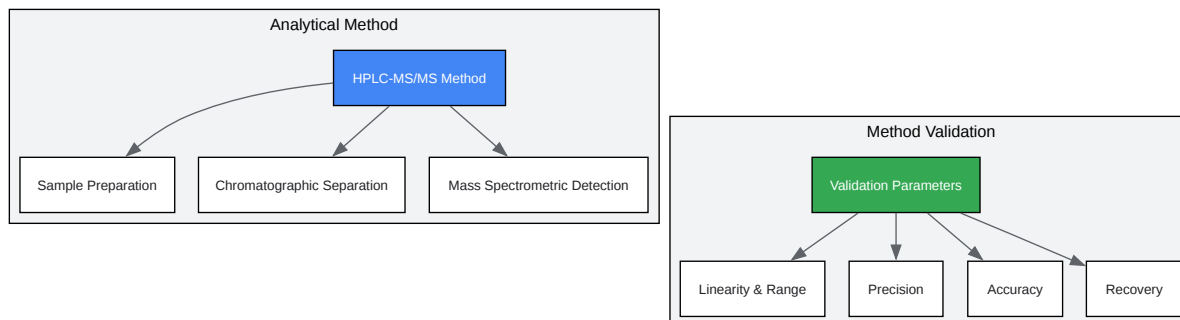 Analytical Method
HPLC-MS/MS Method
Sample Preparation
Chromatographic Separation
Mass Spectrometric Detection
Method Validation
Validation Parameters
Linearity & Range
Precision
Accuracy
Recovery